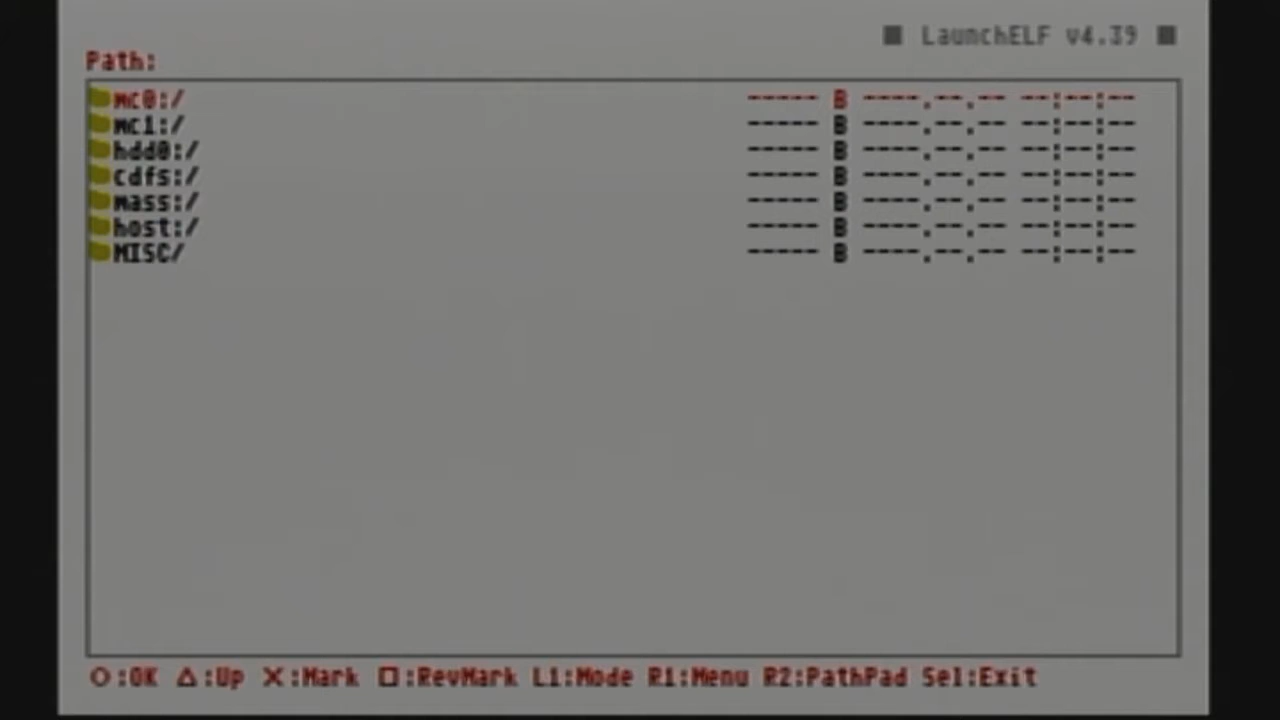 ■ LaunchELF v4.39 ■
Path:
mc0:/ ----- B ----.--.-- --:--:--
mc1:/ ----- B ----.--.-- --:--:--
hdd0:/ ----- B ----.--.-- --:--:--
cdfs:/ ----- B ----.--.-- --:--:--
mass:/ ----- B ----.--.-- --:--:--
host:/ ----- B ----.--.-- --:--:--
MISC/ ----- B ----.--.-- --:--:--
○:OK △:Up ×:Mark □:RevMark L1:Mode R1:Menu R2:PathPad Sel:Exit